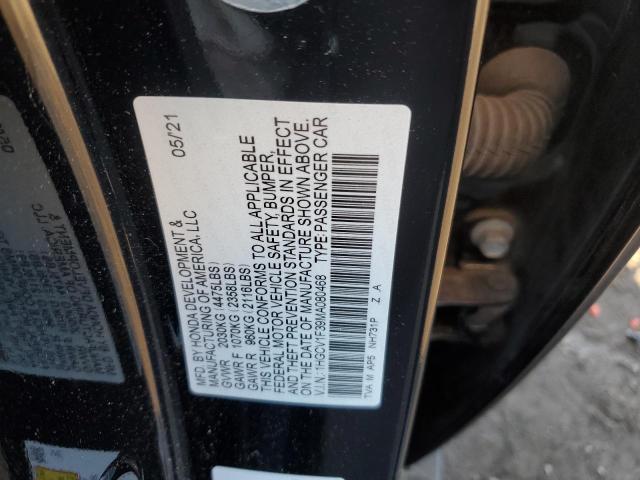 MFD. BY HONDA DEVELOPMENT & 05/21
MANUFACTURING OF AMERICA, LLC
GVWR 2030KG (4475LBS)
GAWR F 1070KG (2358LBS)
GAWR R 960KG (2116LBS)
THIS VEHICLE CONFORMS TO ALL APPLICABLE
FEDERAL MOTOR VEHICLE SAFETY, BUMPER,
AND THEFT PREVENTION STANDARDS IN EFFECT
ON THE DATE OF MANUFACTURE SHOWN ABOVE.
V.I.N.: 1HGCV1F39MA080468 TYPE: PASSENGER CAR
TVA M AP5 NH731P Z A